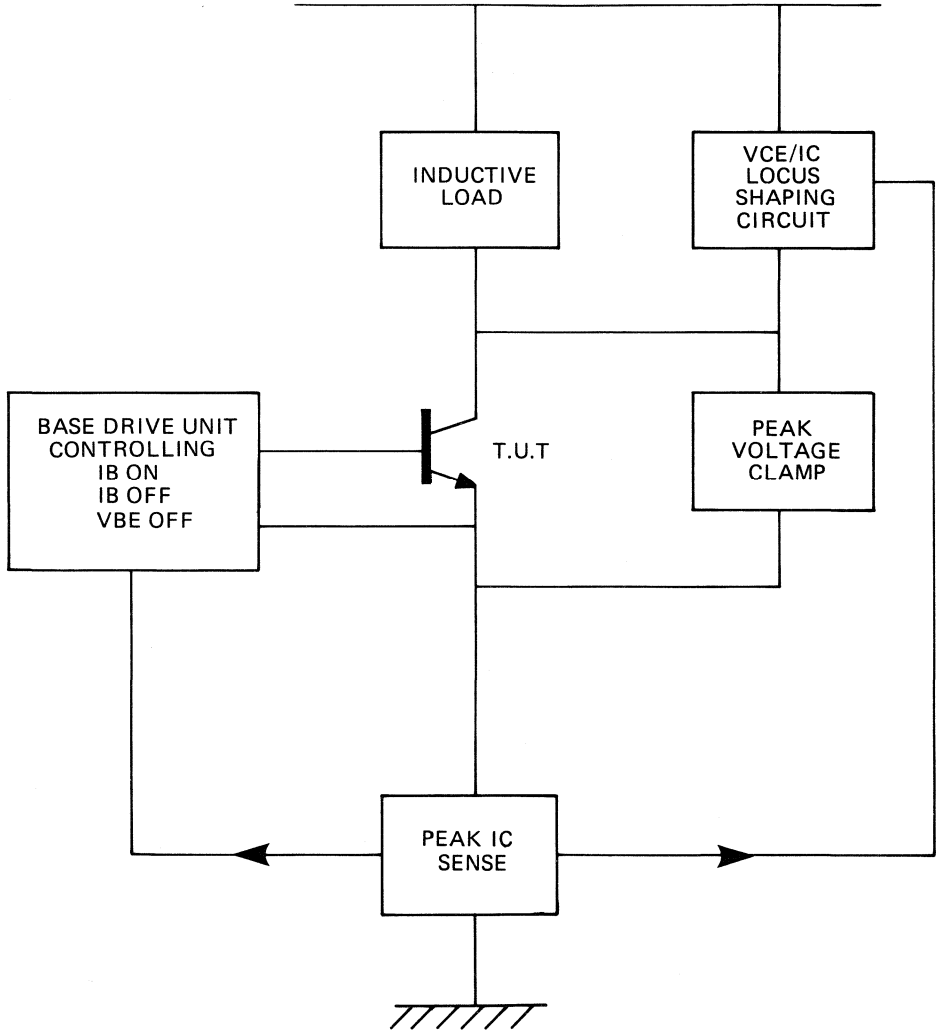 INDUCTIVE
LOAD
VCE/IC
LOCUS
SHAPING
CIRCUIT
BASE DRIVE UNIT
CONTROLLING
IB ON
IB OFF
VBE OFF
T.U.T
PEAK
VOLTAGE
CLAMP
PEAK IC
SENSE